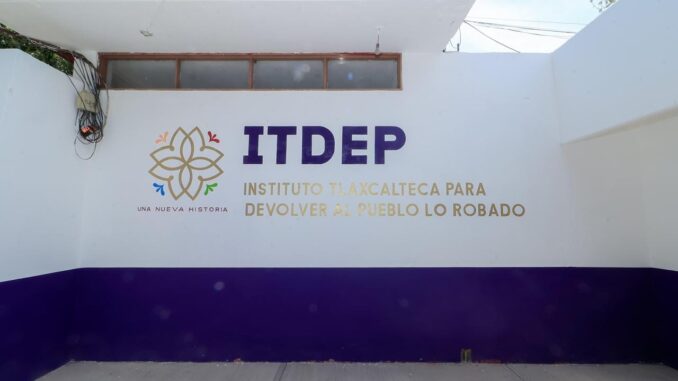 ITDEP
INSTITUTO TLAXCALTECA PARA
DEVOLVER AL PUEBLO LO ROBADO
UNA NUEVA HISTORIA